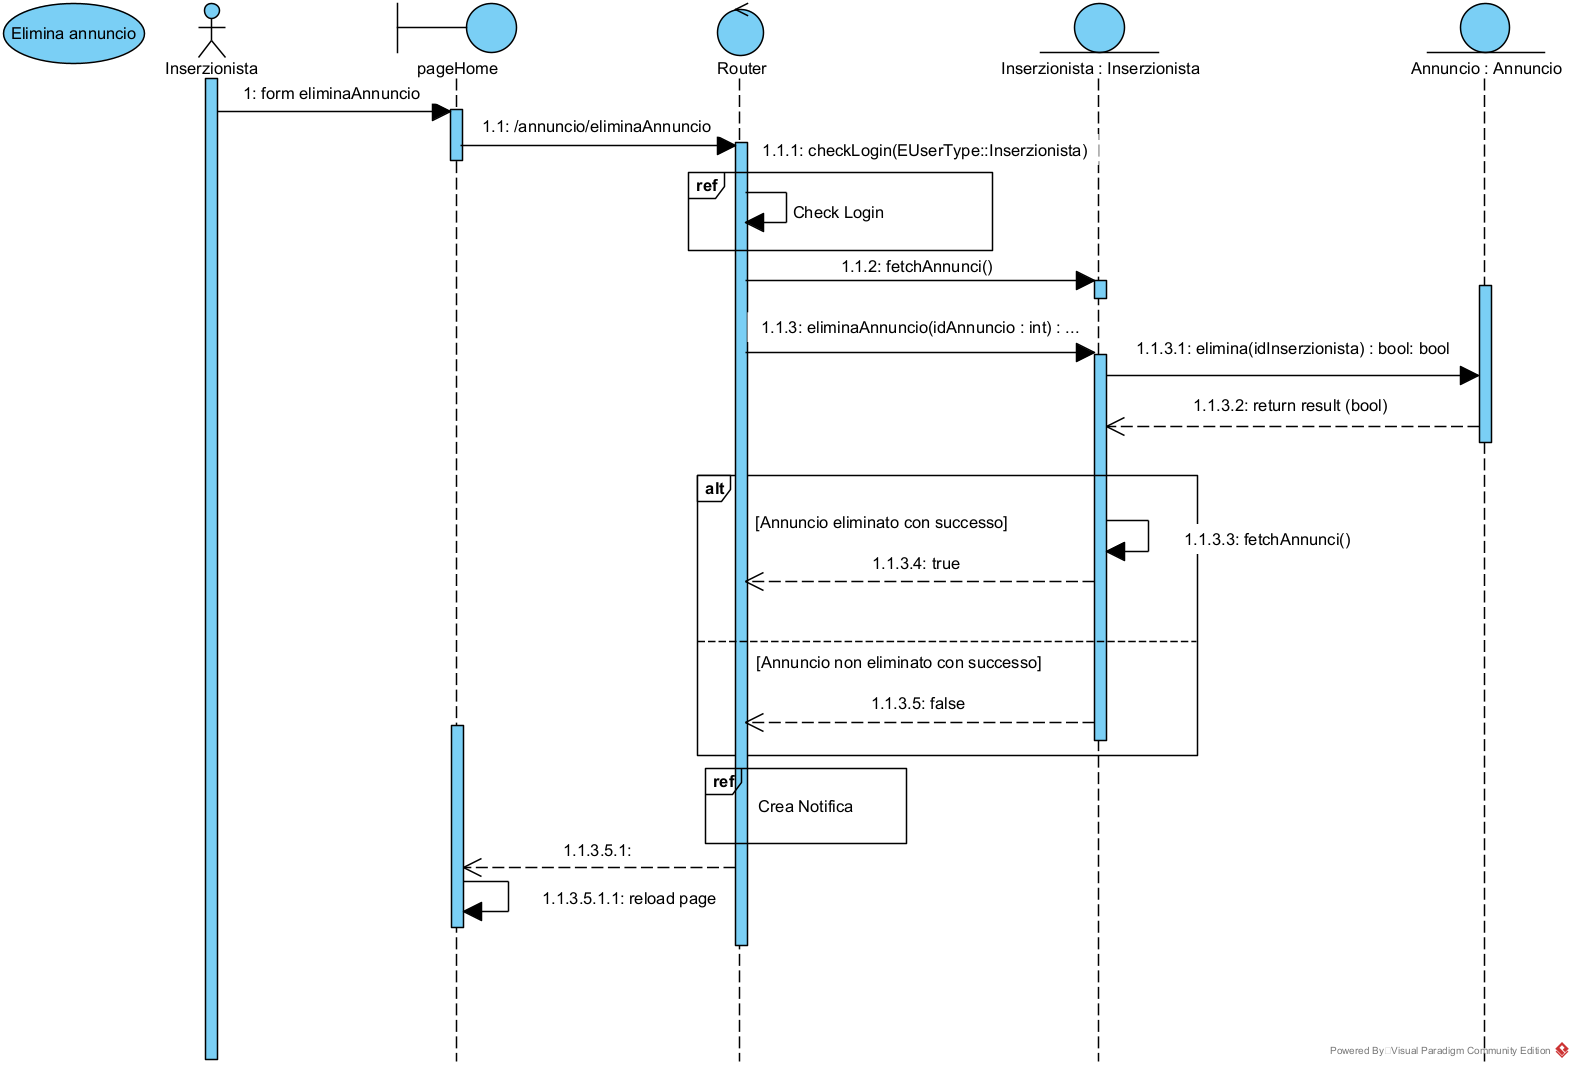 Elimina annuncio
Inserzionista
pageHome
Router
Inserzionista : Inserzionista
Annuncio : Annuncio
1: form eliminaAnnuncio
1.1: /annuncio/eliminaAnnuncio
1.1.1: checkLogin(EUserType::Inserzionista)
ref
Check Login
1.1.2: fetchAnnunci()
1.1.3: eliminaAnnuncio(idAnnuncio : int) : ...
1.1.3.1: elimina(idInserzionista) : bool: bool
1.1.3.2: return result (bool)
alt
[Annuncio eliminato con successo]
1.1.3.3: fetchAnnunci()
1.1.3.4: true
[Annuncio non eliminato con successo]
1.1.3.5: false
ref
Crea Notifica
1.1.3.5.1:
1.1.3.5.1.1: reload page
Powered By Visual Paradigm Community Edition